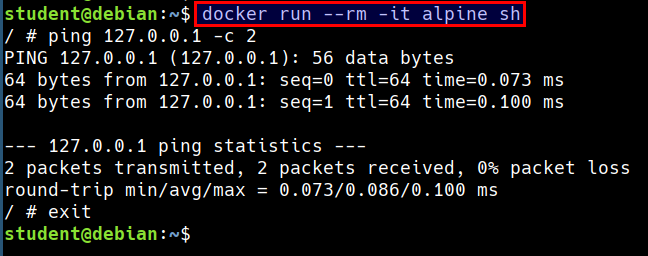 student@debian:~$ docker run --rm -it alpine sh
/ # ping 127.0.0.1 -c 2
PING 127.0.0.1 (127.0.0.1): 56 data bytes
64 bytes from 127.0.0.1: seq=0 ttl=64 time=0.073 ms
64 bytes from 127.0.0.1: seq=1 ttl=64 time=0.100 ms

--- 127.0.0.1 ping statistics ---
2 packets transmitted, 2 packets received, 0% packet loss
round-trip min/avg/max = 0.073/0.086/0.100 ms
/ # exit
student@debian:~$